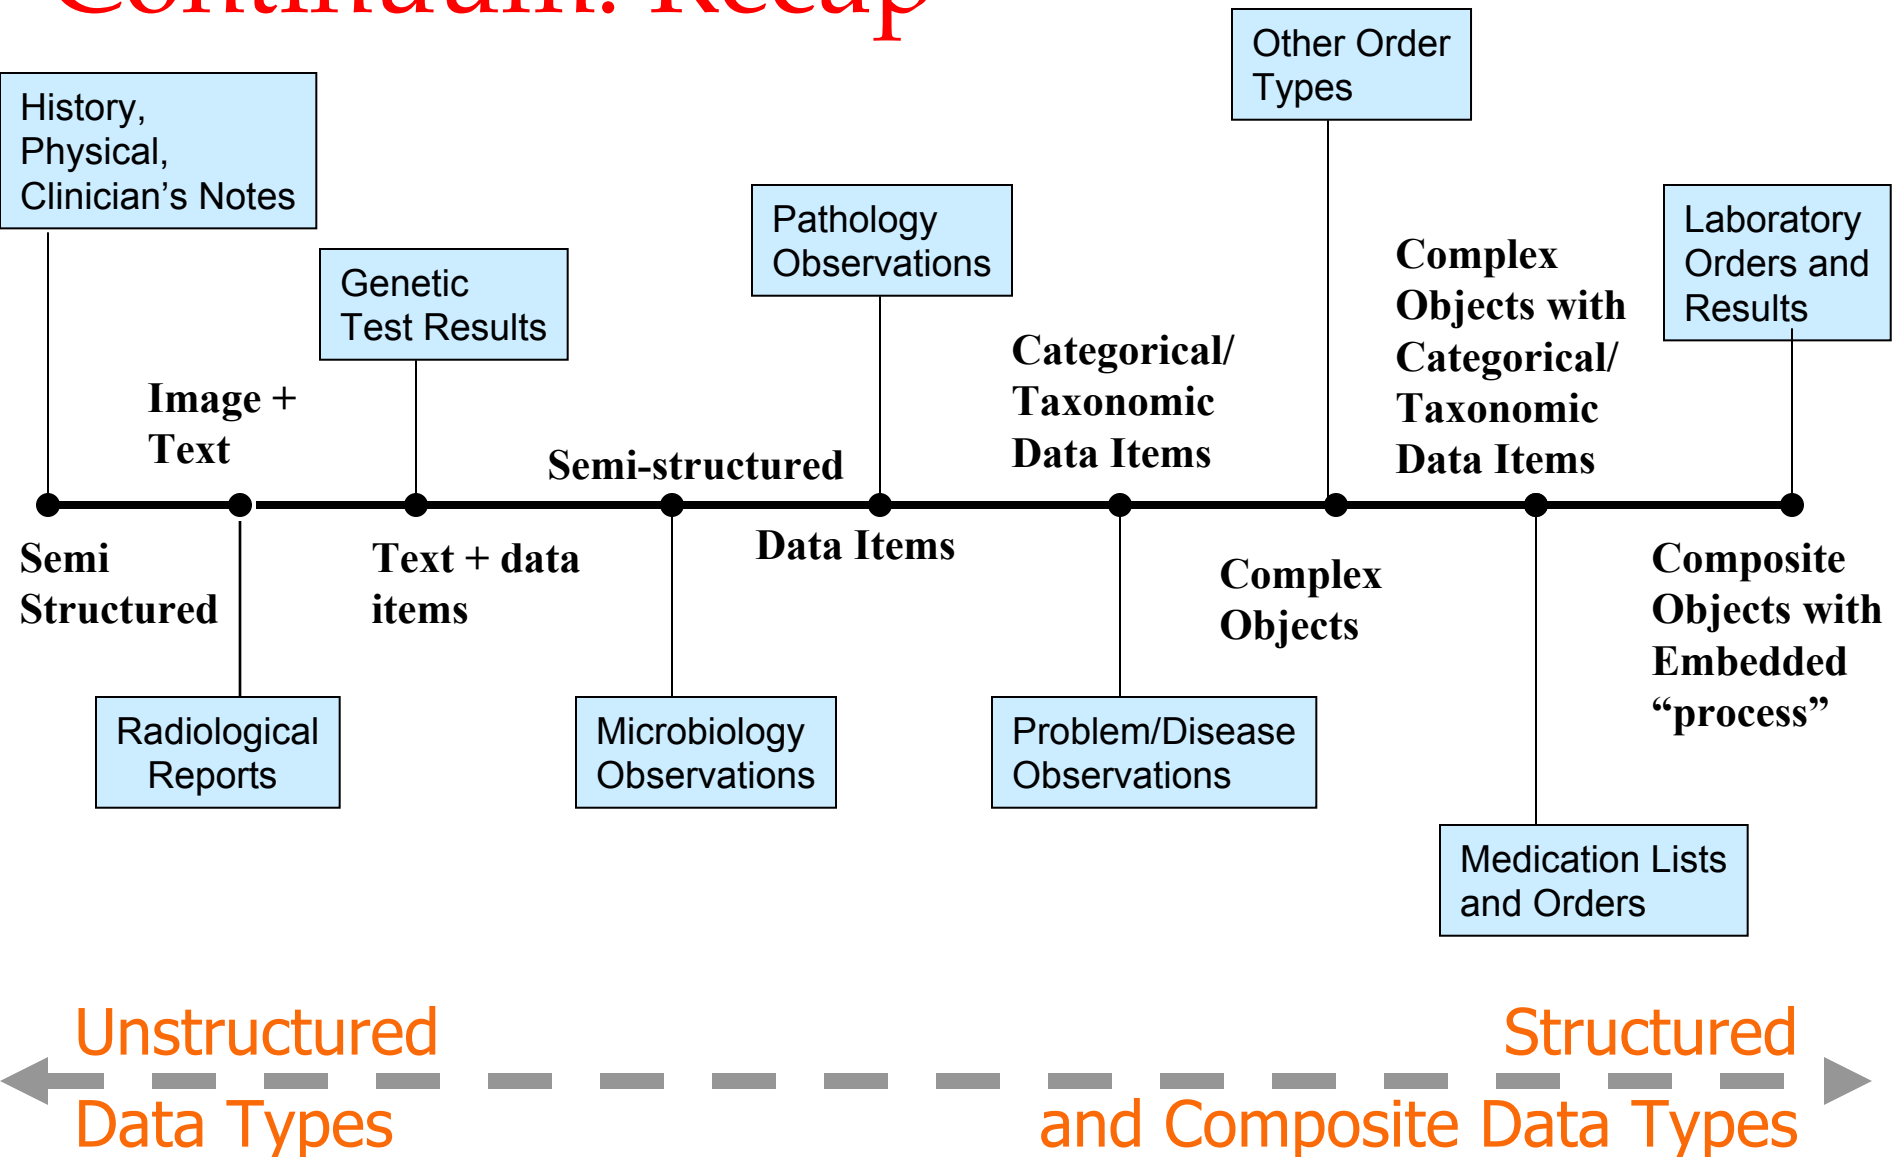 Continuum: Recap
Other Order
Types
History,
Physical,
Clinician's Notes
Pathology
Observations
Laboratory
Orders and
Results
Genetic
Test Results
Complex
Objects with
Categorical/
Taxonomic
Data Items
Categorical/
Taxonomic
Data Items
Image +
Text
Semi-structured
Semi
Structured
Text + data
items
Data Items
Complex
Objects
Composite
Objects with
Embedded
“process”
Radiological
Reports
Microbiology
Observations
Problem/Disease
Observations
Medication Lists
and Orders
Unstructured
Data Types
Structured
and Composite Data Types